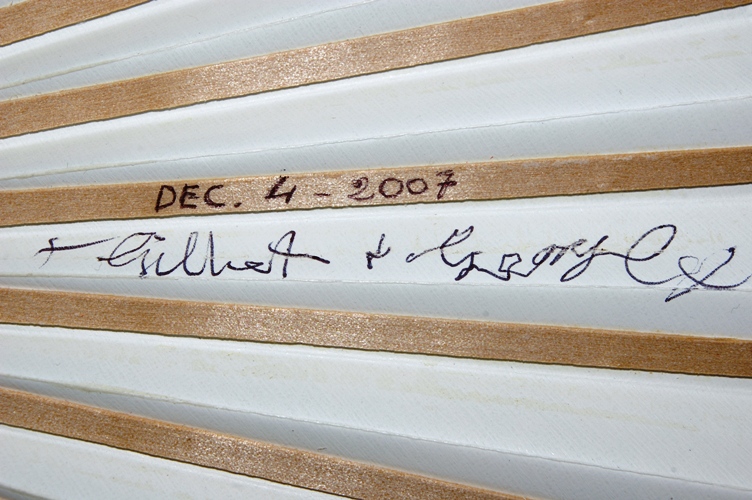 DEC. 4 - 2007
+ Gilbert + George x